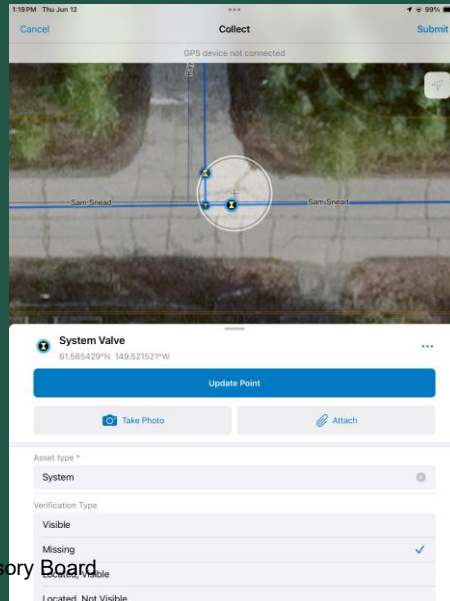 1:19 PM Thu Jun 12
99%
Cancel
Collect
Submit
GPS device not connected
Sam Snead
Sam Snead
System Valve
61.585429°N 149.521521°W
Update Point
Take Photo
Attach
Asset type *
System
Verification Type
Visible
Missing
sory Board
Located, Visible
Located, Not Visible